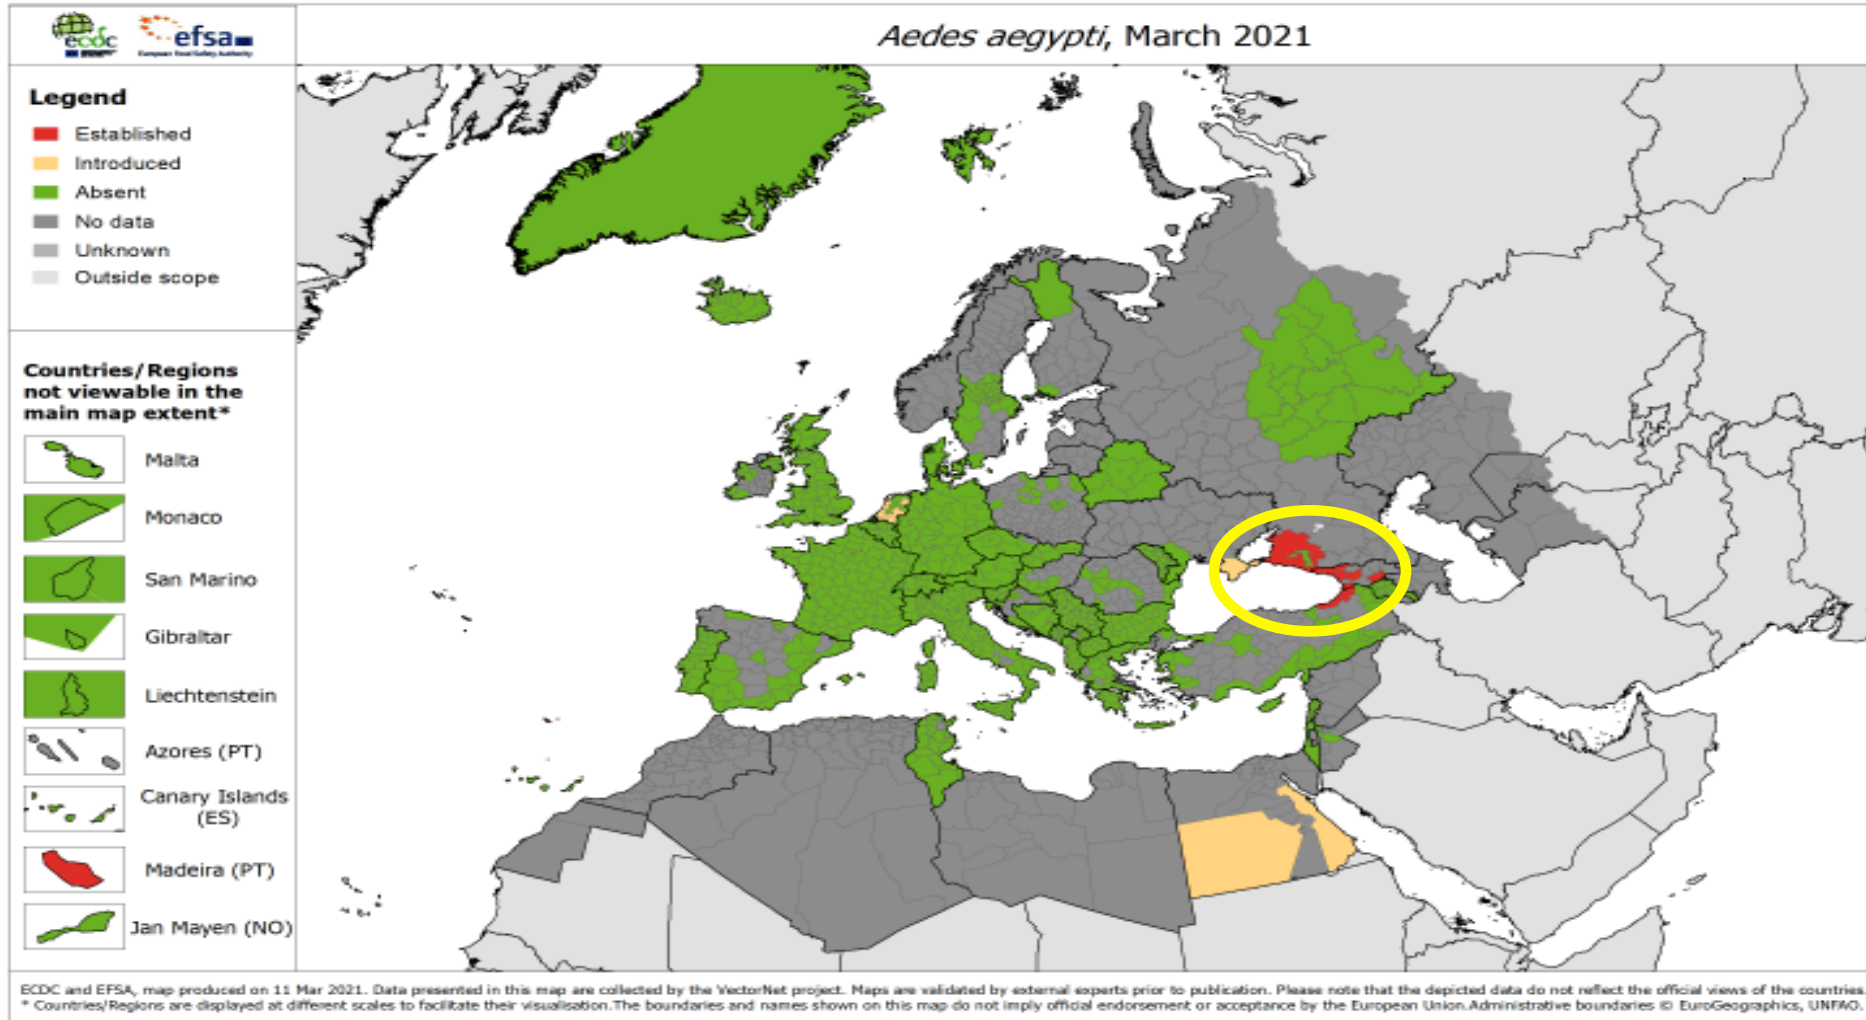 ecdc
efsa
European Food Safety Authority
Aedes aegypti, March 2021
Legend
Established
Introduced
Absent
No data
Unknown
Outside scope
Countries/Regions
not viewable in the
main map extent*
Malta
Monaco
San Marino
Gibraltar
Liechtenstein
Azores (PT)
Canary Islands
(ES)
Madeira (PT)
Jan Mayen (NO)
ECDC and EFSA, map produced on 11 Mar 2021. Data presented in this map are collected by the VectorNet project. Maps are validated by external experts prior to publication. Please note that the depicted data do not reflect the official views of the countries.
* Countries/Regions are displayed at different scales to facilitate their visualisation.The boundaries and names shown on this map do not imply official endorsement or acceptance by the European Union.Administrative boundaries © EuroGeographics, UNFAO.